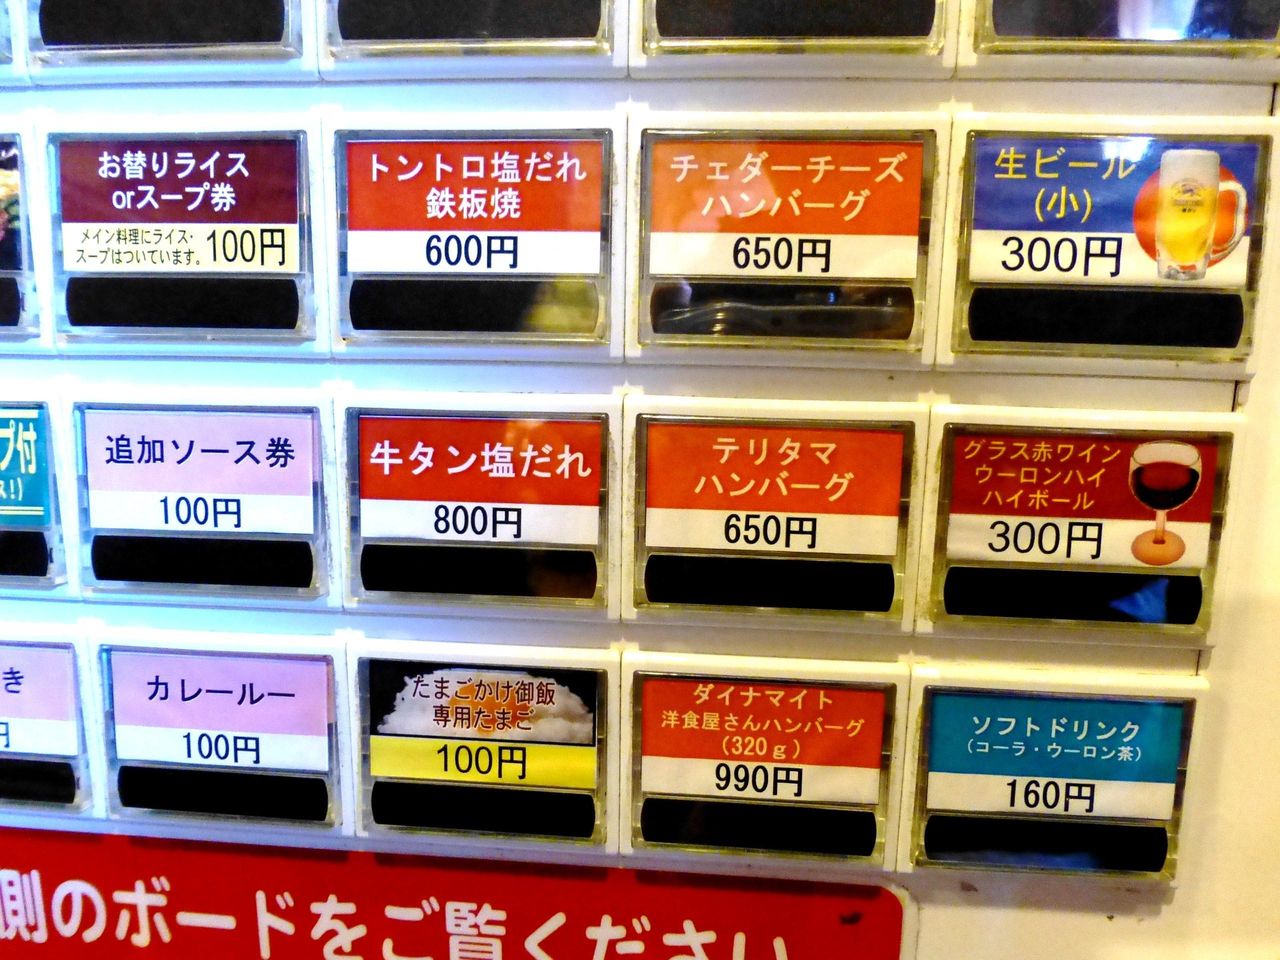 お替りライス
orスープ券
メイン料理にライス・
スープはついています。
100円
トントロ塩だれ
鉄板焼
600円
チェダーチーズ
ハンバーグ
650円
生ビール
(小)
300円
プ付
ス!)
追加ソース券
100円
牛タン塩だれ
800円
テリタマ
ハンバーグ
650円
グラス赤ワイン
ウーロンハイ
ハイボール
300円
き
円
カレールー
100円
たまごかけ御飯
専用たまご
100円
ダイナマイト
洋食屋さんハンバーグ
(320g)
990円
ソフトドリンク
(コーラ・ウーロン茶)
160円
側のボードをご覧ください